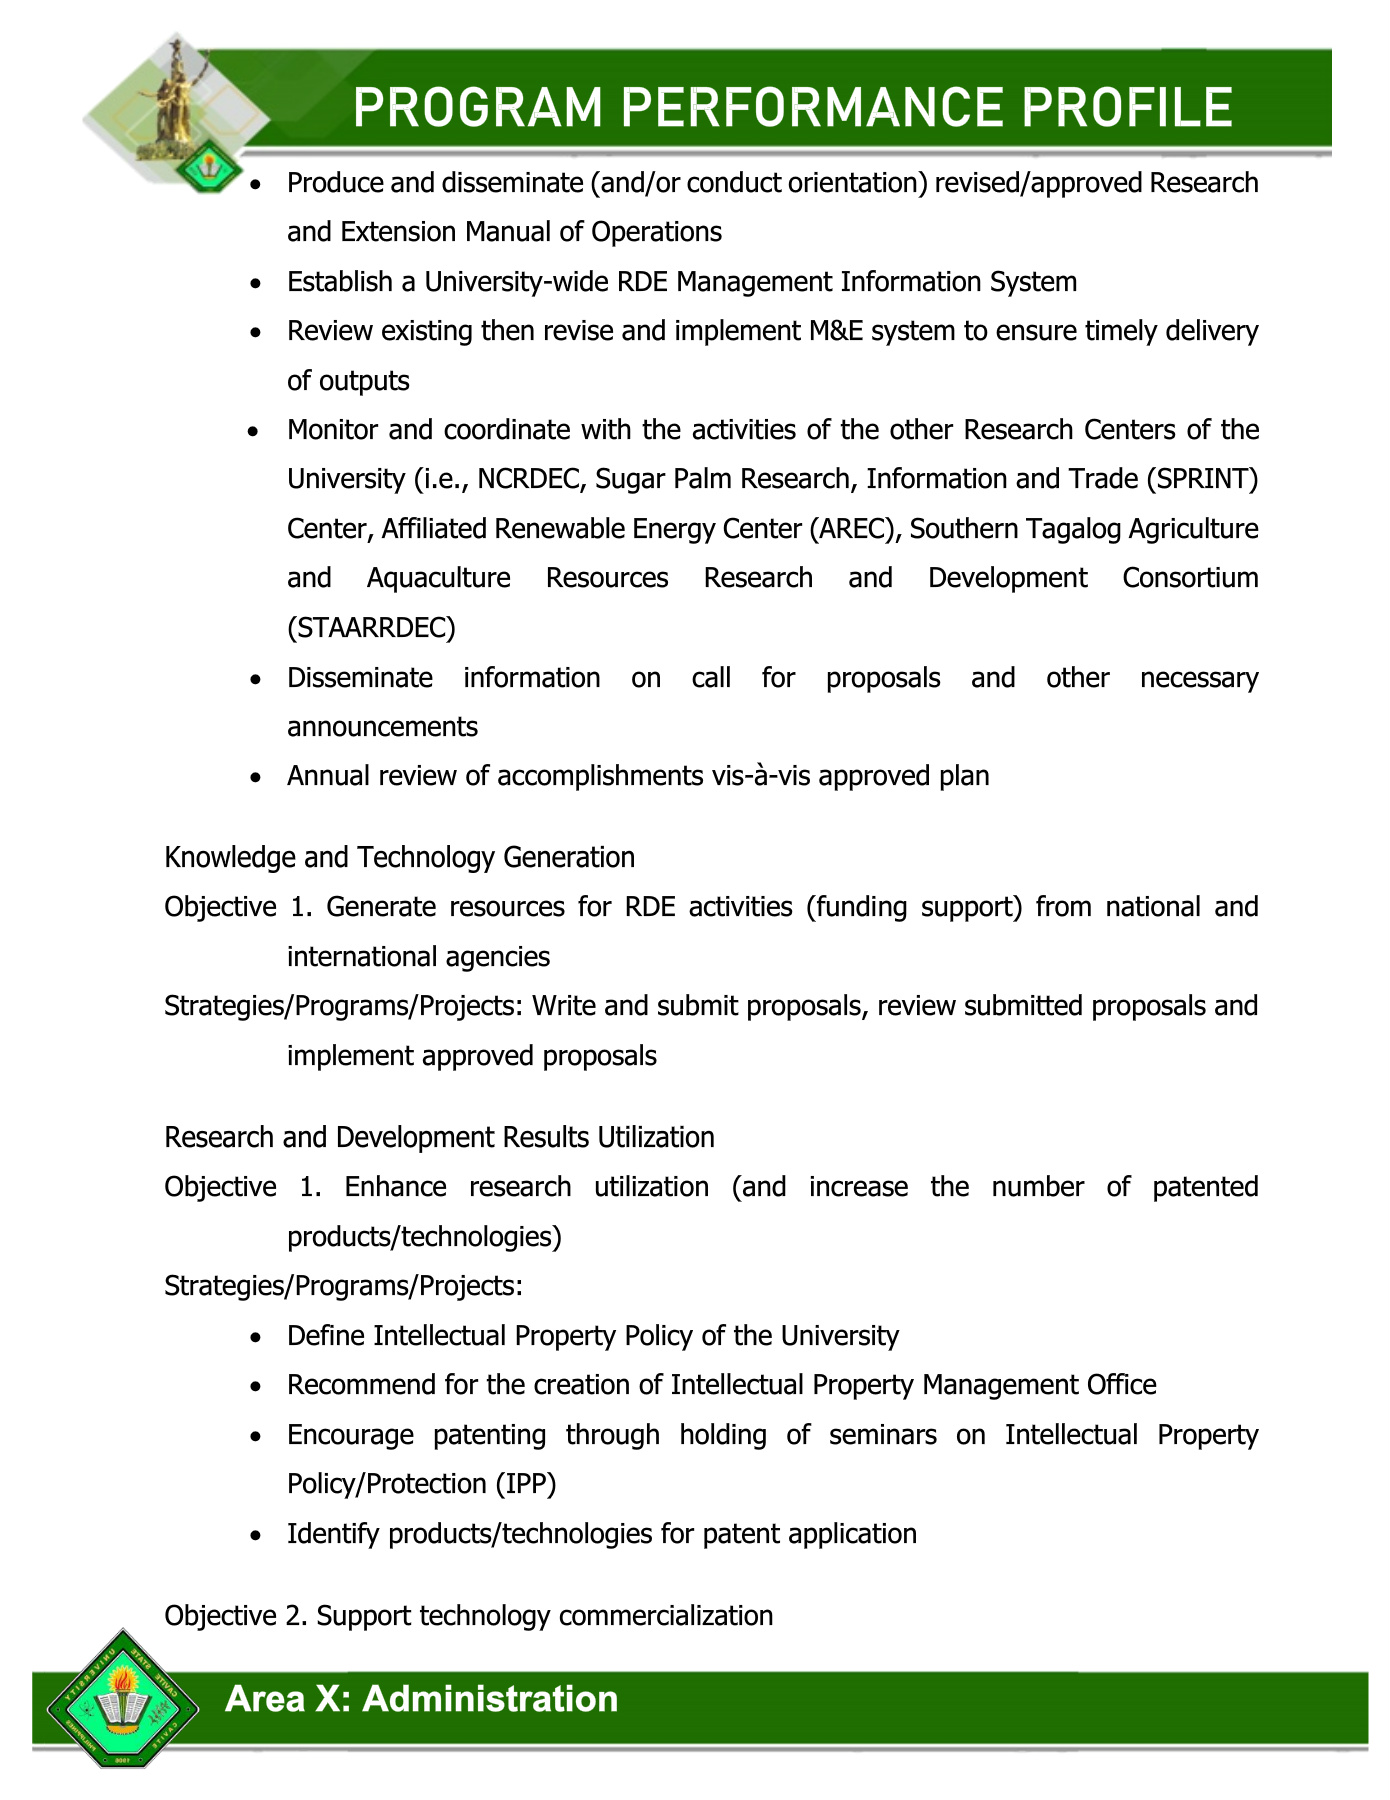 PROGRAM PERFORMANCE PROFILE
• Produce and disseminate (and/or conduct orientation) revised/approved Research
and Extension Manual of Operations
• Establish a University-wide RDE Management Information System
• Review existing then revise and implement M&E system to ensure timely delivery
of outputs
• Monitor and coordinate with the activities of the other Research Centers of the
University (i.e., NCRDEC, Sugar Palm Research, Information and Trade (SPRINT)
Center, Affiliated Renewable Energy Center (AREC), Southern Tagalog Agriculture
and Aquaculture Resources Research and Development Consortium
(STAARRDEC)
• Disseminate information on call for proposals and other necessary
announcements
• Annual review of accomplishments vis-à-vis approved plan
Knowledge and Technology Generation
Objective 1. Generate resources for RDE activities (funding support) from national and
international agencies
Strategies/Programs/Projects: Write and submit proposals, review submitted proposals and
implement approved proposals
Research and Development Results Utilization
Objective 1. Enhance research utilization (and increase the number of patented
products/technologies)
Strategies/Programs/Projects:
• Define Intellectual Property Policy of the University
• Recommend for the creation of Intellectual Property Management Office
• Encourage patenting through holding of seminars on Intellectual Property
Policy/Protection (IPP)
• Identify products/technologies for patent application
Objective 2. Support technology commercialization
CAVITE STATE UNIVERSITY
CAVITE PHILIPPINES
1906
Area X: Administration